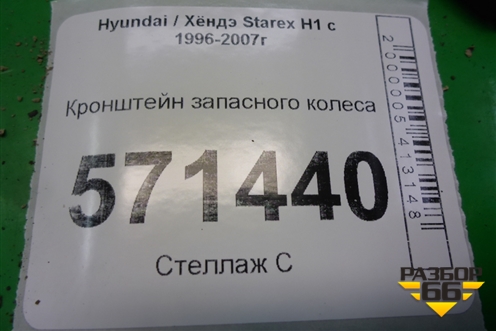 Hyundai / Хёндэ Starex H1 с
1996-2007г
Кронштейн запасного колеса
571440
Стеллаж С
2000005413148
РАЗБОР
66